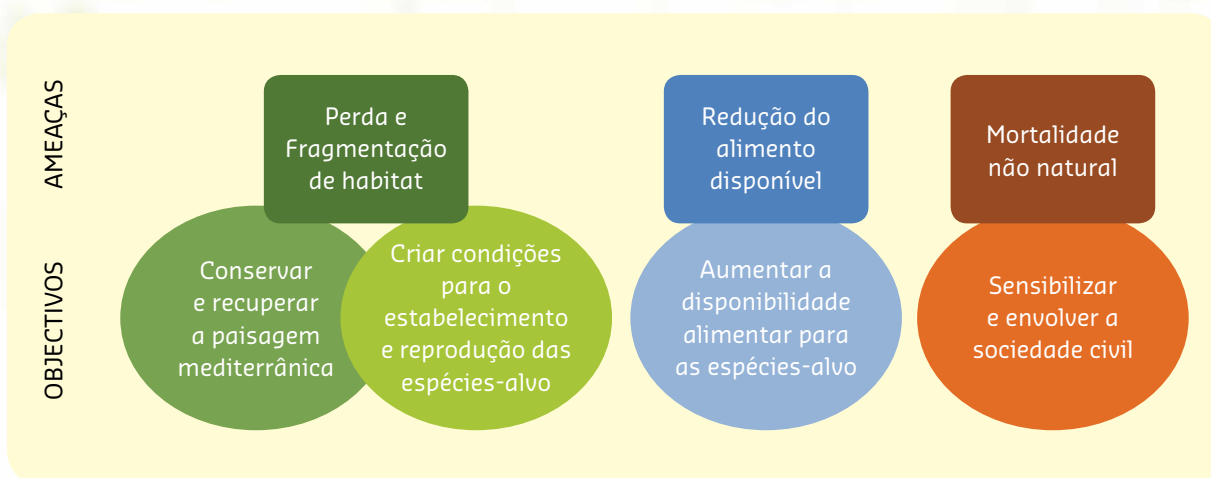 AMEAÇAS
Perda e
Fragmentação
de habitat
Redução do
alimento
disponível
Mortalidade
não natural
OBJECTIVOS
Conservar
e recuperar
a paisagem
mediterrânica
Criar condições
para o
estabelecimento
e reprodução das
espécies-alvo
Aumentar a
disponibilidade
alimentar para
as espécies-alvo
Sensibilizar
e envolver a
sociedade civil